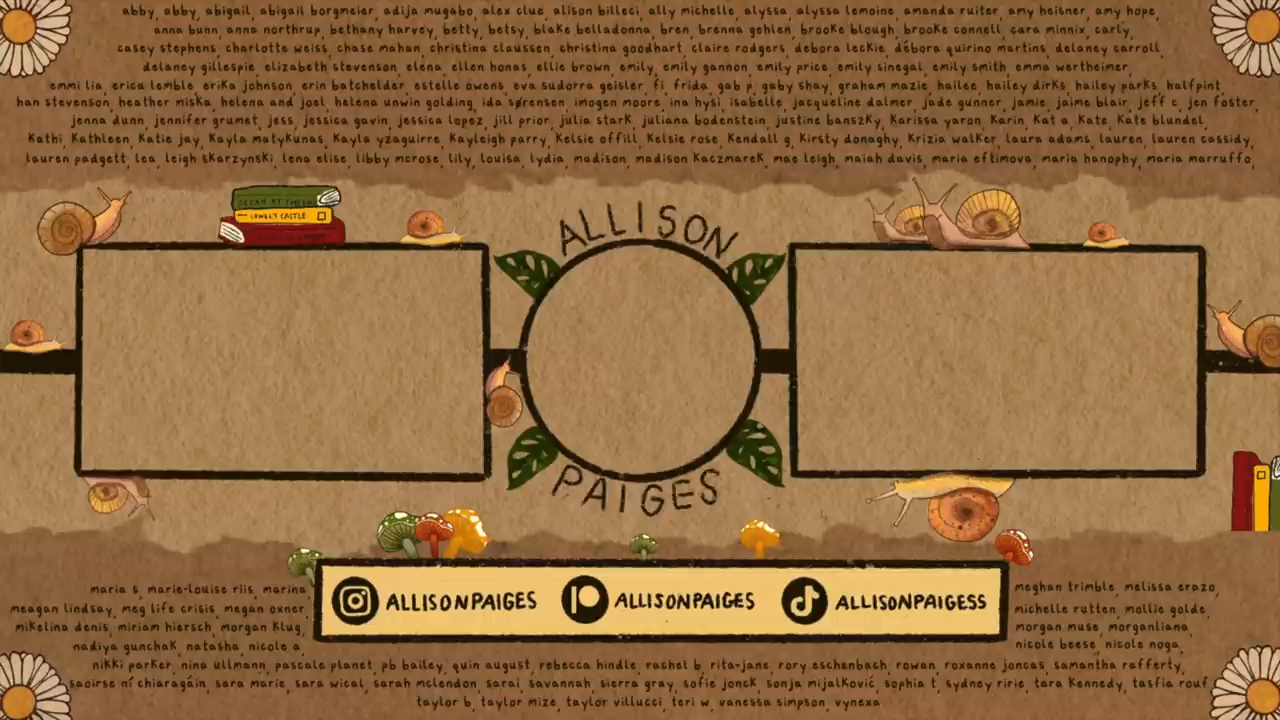 abby, abby, abigail, abigail borgmeier, adija mugabo, alex clue, alison billeci, ally michelle, alyssa, alyssa lemoine, amanda ruiter, amy heisner, amy hope,
anna bunn, anna northrup, bethany harvey, betty, betsy, blake belladonna, bren, brenna gehlen, brooke blough, brooke connell, cara minnix, carly,
casey stephens, charlotte weiss, chase mahan, christina claussen, christina goodhart, claire rodgers, debora leckie, débora quirino martins, delaney carroll,
delaney gillespie, elizabeth stevenson, elena, ellen honas, ellie brown, emily, emily gannon, emily price, emily sinegal, emily smith, emma wertheimer,
emmi lia, erica lemble, erika johnson, erin batchelder, estelle owens, eva sudorra geisler, fi, frida, gab p, gaby shay, graham mazie, hailee, hailey dirks, hailey parks, halfpint,
han stevenson, heather miska, helena and joel, helena unwin golding, ida sørensen, imogen moore, ina hysi, isabelle, jacqueline dalmer, jade gunner, jamie, jaime blair, jeff c, jen foster,
jenna dunn, jennifer grumet, jess, jessica gavin, jessica lopez, jill prior, julia stark, juliana bodenstein, justine banszky, karissa yaron, karin, kat a, kate, kate blundel,
kathi, kathleen, katie jay, kayla matykunas, kayla yzaguirre, kayleigh parry, kelsie offill, kelsie rose, kendall g, kirsty donaghy, krizia walker, laura adams, lauren, lauren cassidy,
lauren padgett, lea, leigh skarzynski, lena elise, libby mcrose, lily, louisa, lydia, madison, madison kaczmarek, mae leigh, maiah davis, maria eftimova, maria hanophy, maria marruffo,
LONELY CASTLE
ALLISON
PAIGES
ALLISONPAIGES
ALLISONPAIGES
ALLISONPAIGESS
maria s, marie-louise riis, marina,
meagan lindsay, meg life crisis, megan oxner,
mikelina denis, miriam hiersch, morgan klug,
nadiya gunchak, natasha, nicole a,
meghan trimble, melissa erazo,
michelle rutten, mollie golde,
morgan muse, morganliana,
nicole beese, nicole noga,
nikki parker, nina ullmann, pascale planet, pb bailey, quin august, rebecca hindle, rachel b, rita-jane, rory eschenbach, rowan, roxanne joncas, samantha rafferty,
saoirse ní chiaragáin, sara marie, sara wical, sarah mclendon, sarai, savannah, sierra gray, sofie jonck, sonja mijalković, sophia t, sydney ririe, tara kennedy, tasfia rouf,
taylor b, taylor mize, taylor villucci, teri w, vanessa simpson, vynexa